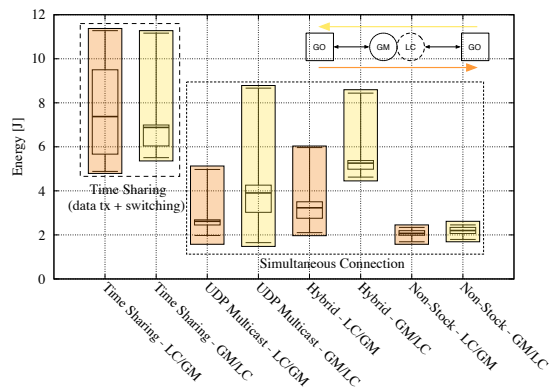 12
10
8
6
4
2
0
Energy [J]
GO
GM
LC
GO
Time Sharing
(data tx + switching)
Simultaneous Connection
Time Sharing - LC/GM
Time Sharing - GM/LC
UDP Multicast - LC/GM
UDP Multicast - GM/LC
Hybrid - LC/GM
Hybrid - GM/LC
Non-Stock - LC/GM
Non-Stock - GM/LC